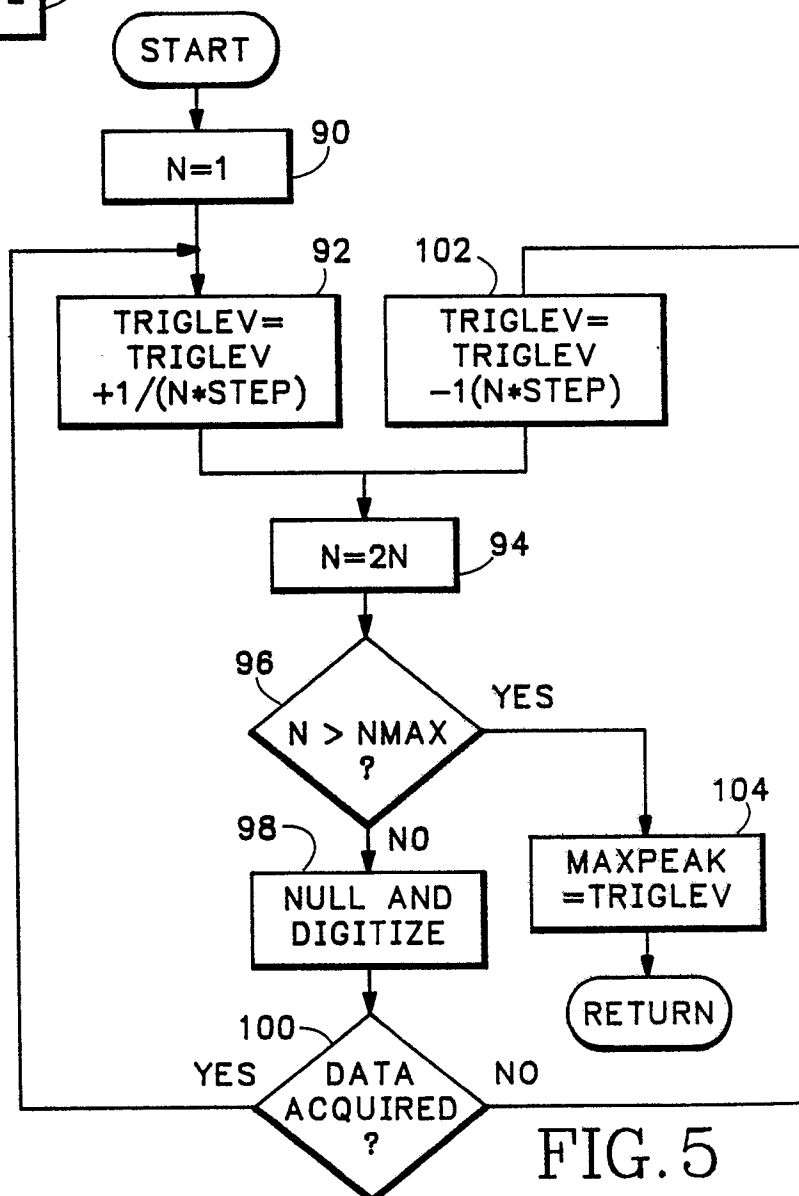 START
90
N=1
92
TRIGLEV=
TRIGLEV
+1/(N*STEP)
102
TRIGLEV=
TRIGLEV
-1(N*STEP)
N=2N
94
96
N > NMAX
?
YES
NO
98
NULL AND
DIGITIZE
104
MAXPEAK
=TRIGLEV
RETURN
100
YES
DATA
ACQUIRED
?
NO
FIG. 5